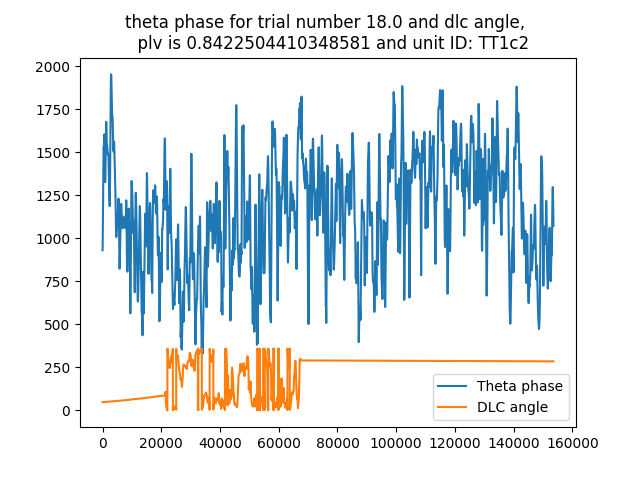 theta phase for trial number 18.0 and dlc angle,
plv is 0.8422504410348581 and unit ID: TT1c2
2000
1750
1500
1250
1000
750
500
250
0
Theta phase
DLC angle
0 20000 40000 60000 80000 100000 120000 140000 160000